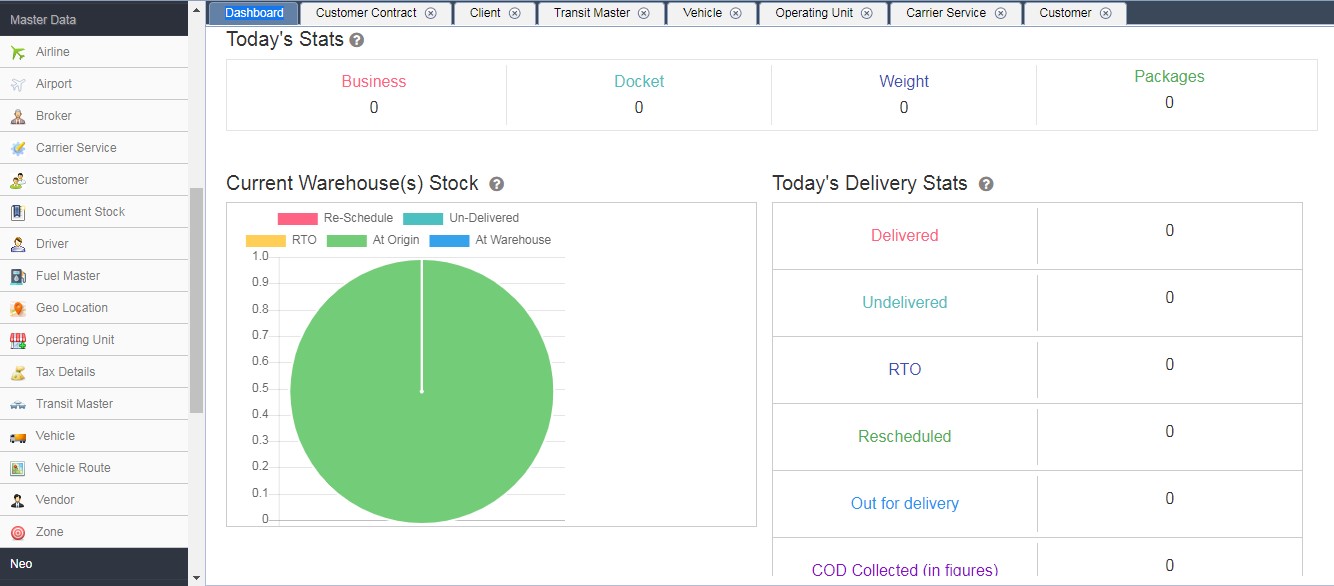 Master Data
Airline
Airport
Broker
Carrier Service
Customer
Document Stock
Driver
Fuel Master
Geo Location
Operating Unit
Tax Details
Transit Master
Vehicle
Vehicle Route
Vendor
Zone
Neo
Dashboard Customer Contract Client Transit Master Vehicle Operating Unit Carrier Service Customer
Today's Stats ?
Business Docket Weight Packages
0 0 0 0
Current Warehouse(s) Stock ?
Re-Schedule Un-Delivered
RTO At Origin At Warehouse
1.0
0.9
0.8
0.7
0.6
0.5
0.4
0.3
0.2
0.1
0
Today's Delivery Stats ?
Delivered 0
Undelivered 0
RTO 0
Rescheduled 0
Out for delivery 0
COD Collected (in figures) 0